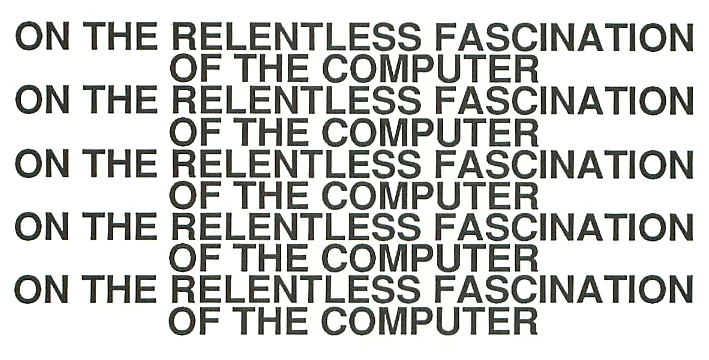 ON THE RELENTLESS FASCINATION
OF THE COMPUTER
ON THE RELENTLESS FASCINATION
OF THE COMPUTER
ON THE RELENTLESS FASCINATION
OF THE COMPUTER
ON THE RELENTLESS FASCINATION
OF THE COMPUTER
ON THE RELENTLESS FASCINATION
OF THE COMPUTER